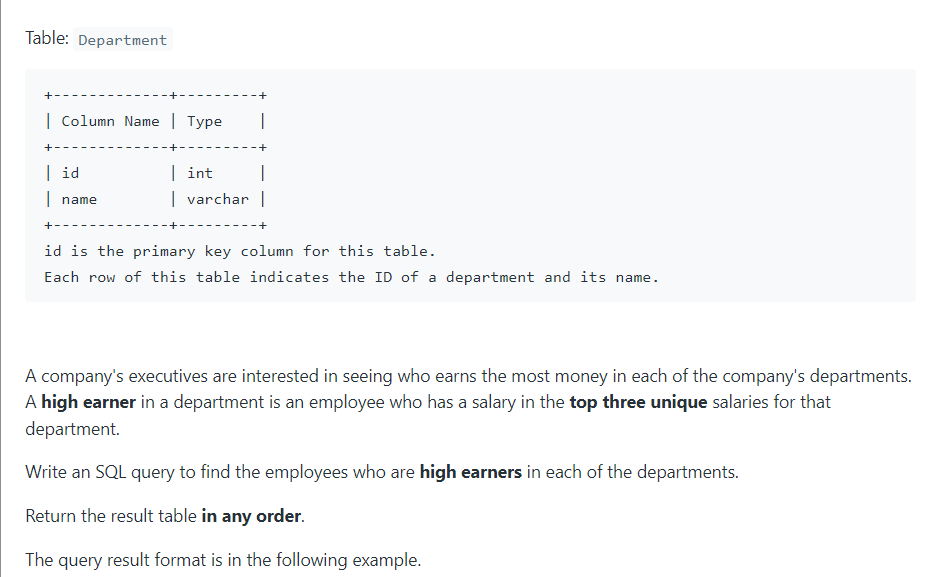 Table: Department
+-------------+---------+
| Column Name | Type    |
+-------------+---------+
| id          | int     |
| name        | varchar |
+-------------+---------+
id is the primary key column for this table.
Each row of this table indicates the ID of a department and its name.
A company's executives are interested in seeing who earns the most money in each of the company's departments.
A high earner in a department is an employee who has a salary in the top three unique salaries for that
department.
Write an SQL query to find the employees who are high earners in each of the departments.
Return the result table in any order.
The query result format is in the following example.